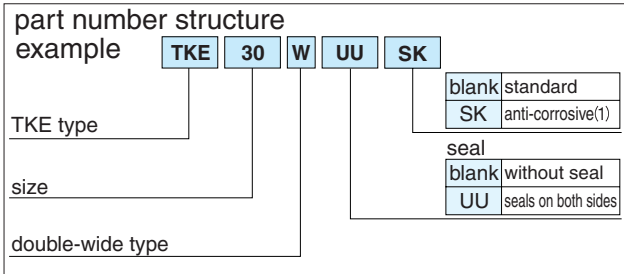 part number structure
example
TKE 30 W UU SK
blank standard
SK anti-corrosive(1)
TKE type
seal
blank without seal
UU seals on both sides
size
double-wide type